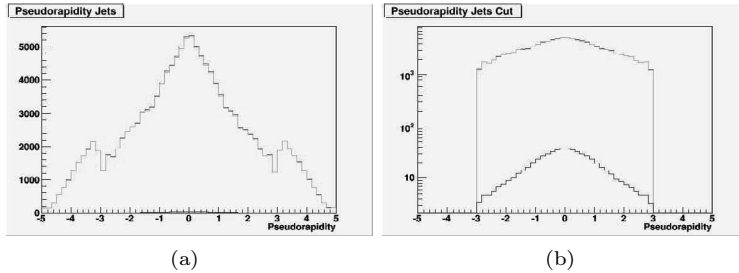 Pseudorapidity Jets
5000
4000
3000
2000
1000
0
-5 -4 -3 -2 -1 0 1 2 3 4 5
Pseudorapidity
(a)
Pseudorapidity Jets Cut
10³
10²
10
-5 -4 -3 -2 -1 0 1 2 3 4 5
Pseudorapidity
(b)